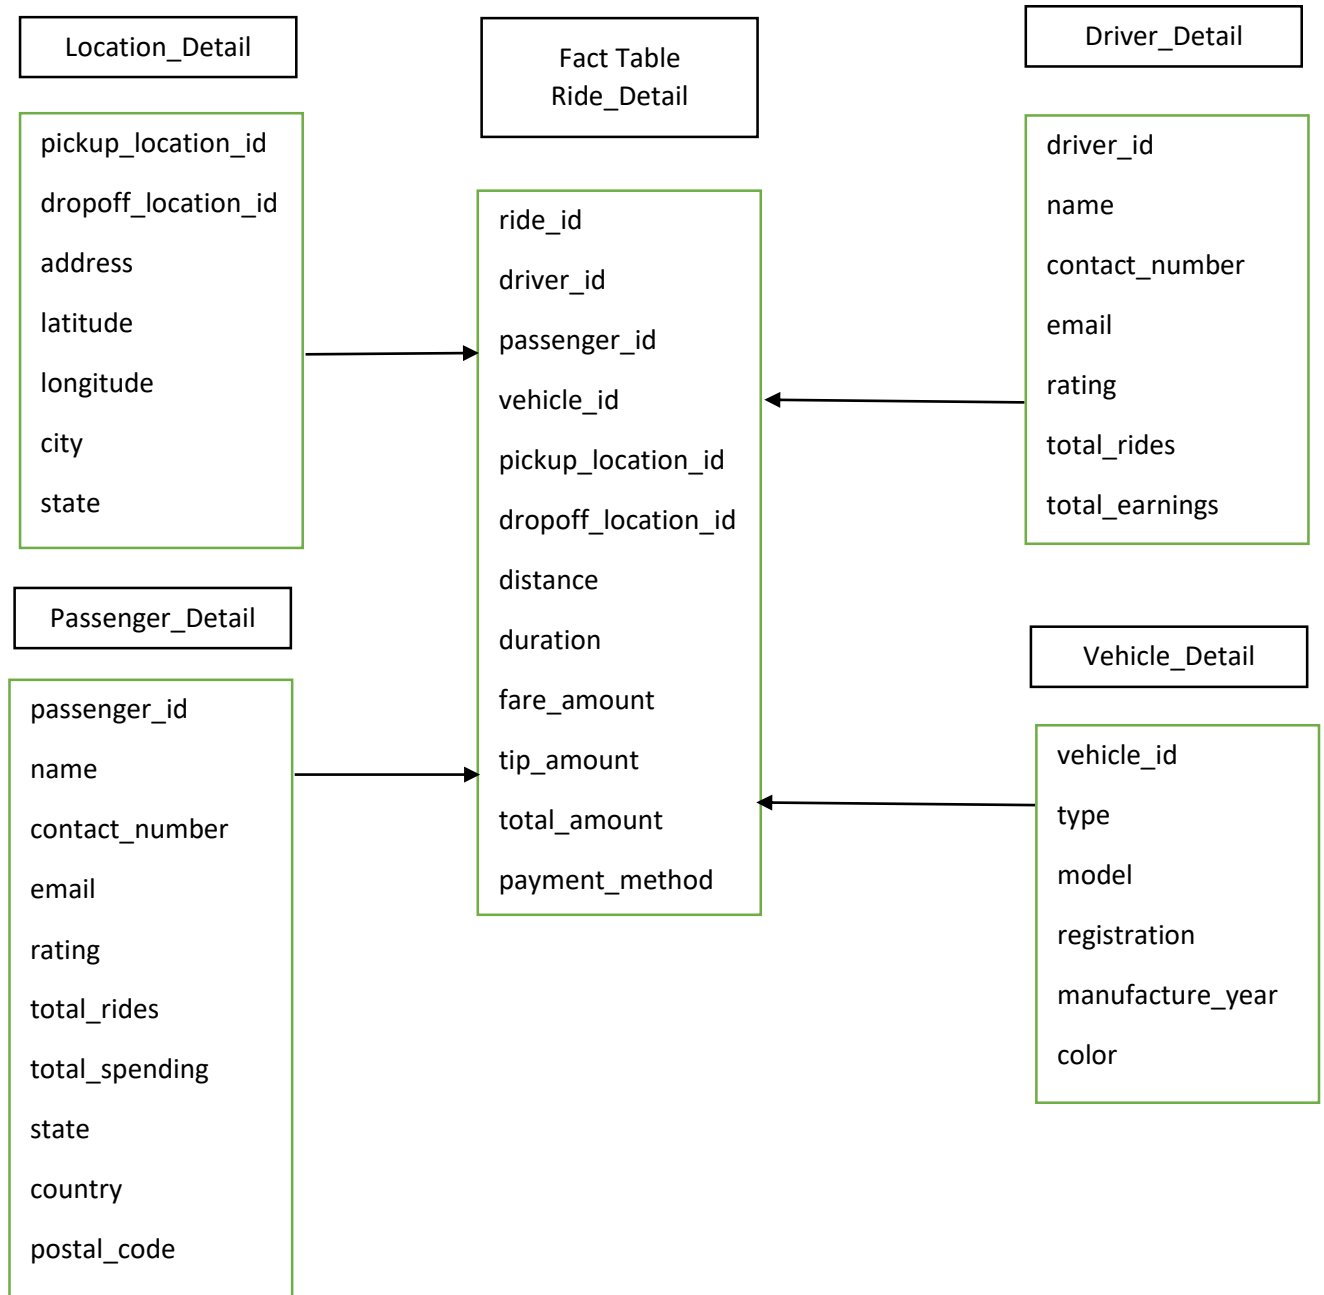 Location_Detail
pickup_location_id
dropoff_location_id
address
latitude
longitude
city
state
Passenger_Detail
passenger_id
name
contact_number
email
rating
total_rides
total_spending
state
country
postal_code
Fact Table
Ride_Detail
ride_id
driver_id
passenger_id
vehicle_id
pickup_location_id
dropoff_location_id
distance
duration
fare_amount
tip_amount
total_amount
payment_method
Driver_Detail
driver_id
name
contact_number
email
rating
total_rides
total_earnings
Vehicle_Detail
vehicle_id
type
model
registration
manufacture_year
color